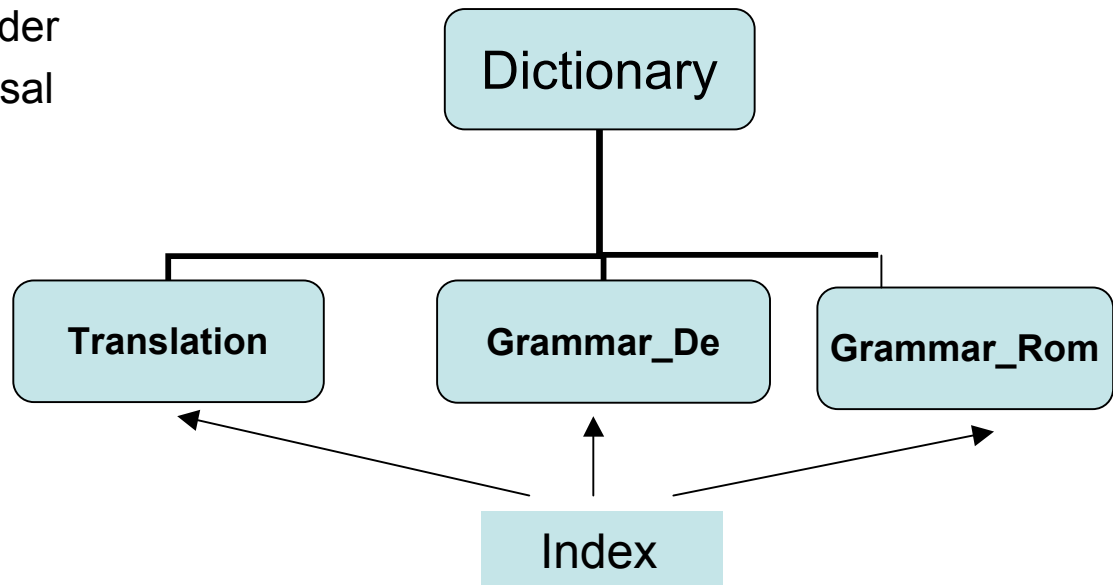 der
sal
Dictionary
Translation
Grammar_De
Grammar_Rom
Index